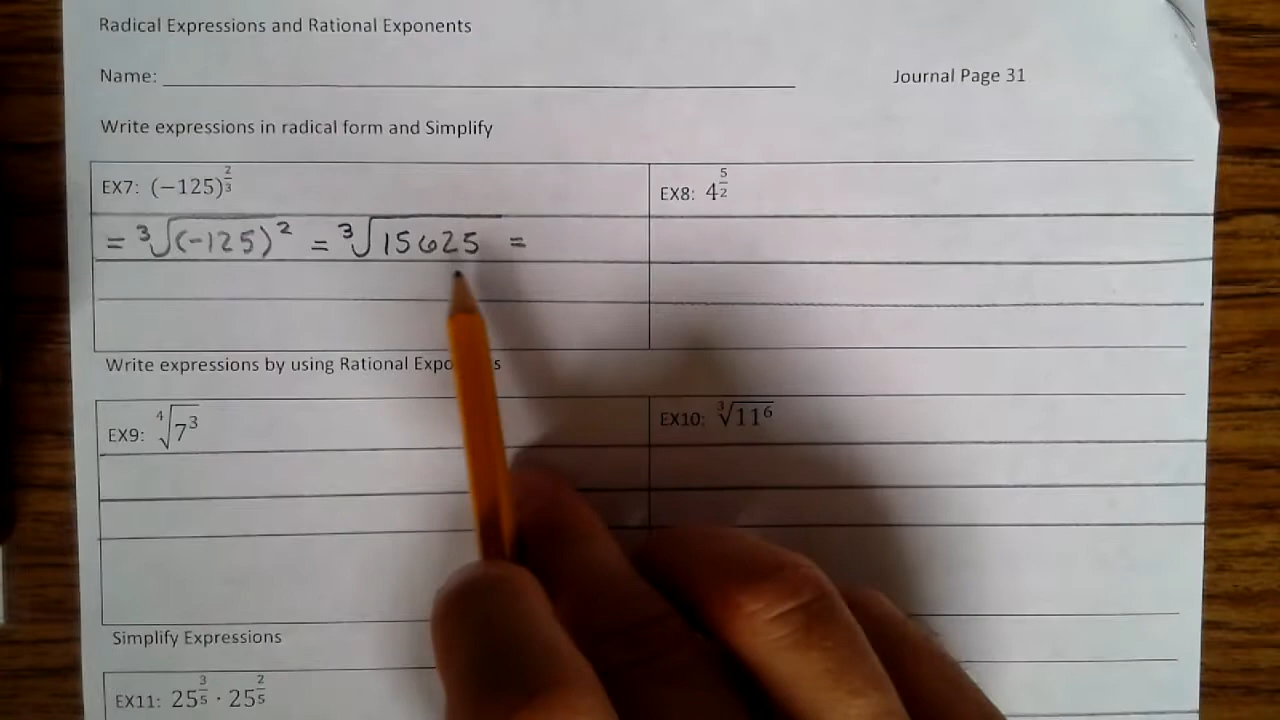 Radical Expressions and Rational Exponents
Name: Journal Page 31
Write expressions in radical form and Simplify
EX7: (−125)^(2/3)
EX8: 4^(5/2)
= ∛(-125)² = ∛15625 =
Write expressions by using Rational s
EX9: ⁴√7³
EX10: ³√11⁶
Simplify Expressions
EX11: 25^(3/5) · 25^(2/5)